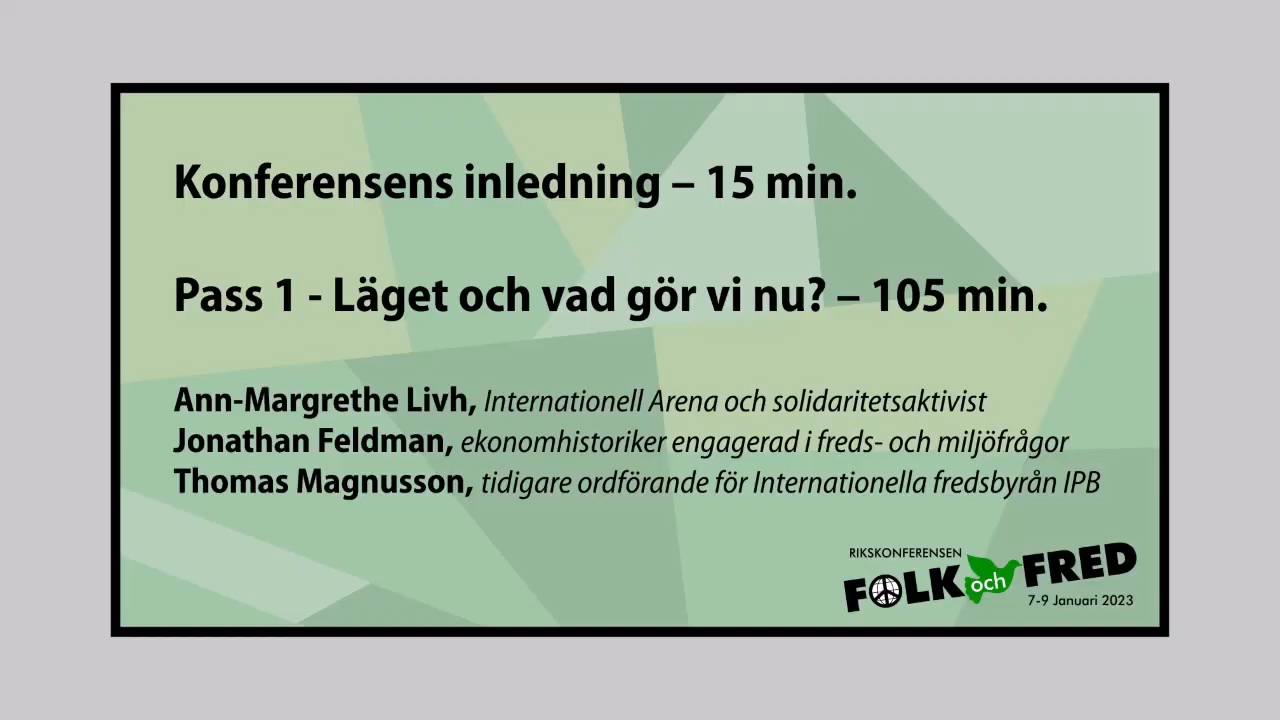 Konferensens inledning – 15 min.
Pass 1 - Läget och vad gör vi nu? – 105 min.
Ann-Margrethe Livh, Internationell Arena och solidaritetsaktivist
Jonathan Feldman, ekonomhistoriker engagerad i freds- och miljöfrågor
Thomas Magnusson, tidigare ordförande för Internationella fredsbyrån IPB
RIKSKONFERENSEN
FOLK och FRED
7-9 Januari 2023